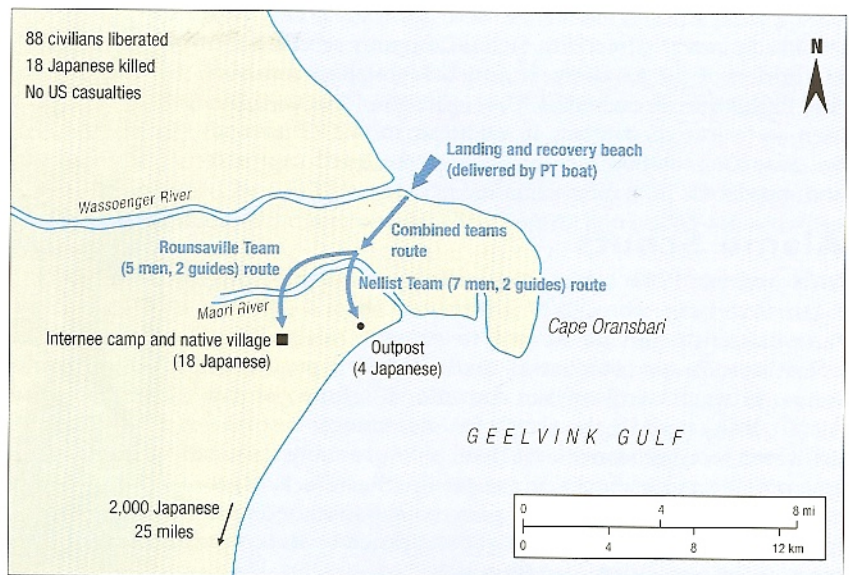 88 civilians liberated
18 Japanese killed
No US casualties
N
Landing and recovery beach
(delivered by PT boat)
Wassoenger River
Combined teams
route
Rounsaville Team
(5 men, 2 guides) route
Nellist Team (7 men, 2 guides) route
Maori River
Internee camp and native village
(18 Japanese)
Outpost
(4 Japanese)
Cape Oransbari
GEELVINK GULF
2,000 Japanese
25 miles
0 4 8 mi
0 4 8 12 km